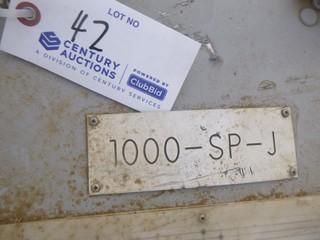 LOT NO
42
CENTURY
AUCTIONS
A DIVISION OF CENTURY SERVICES
POWERED BY
ClubBid
1000-SP-J